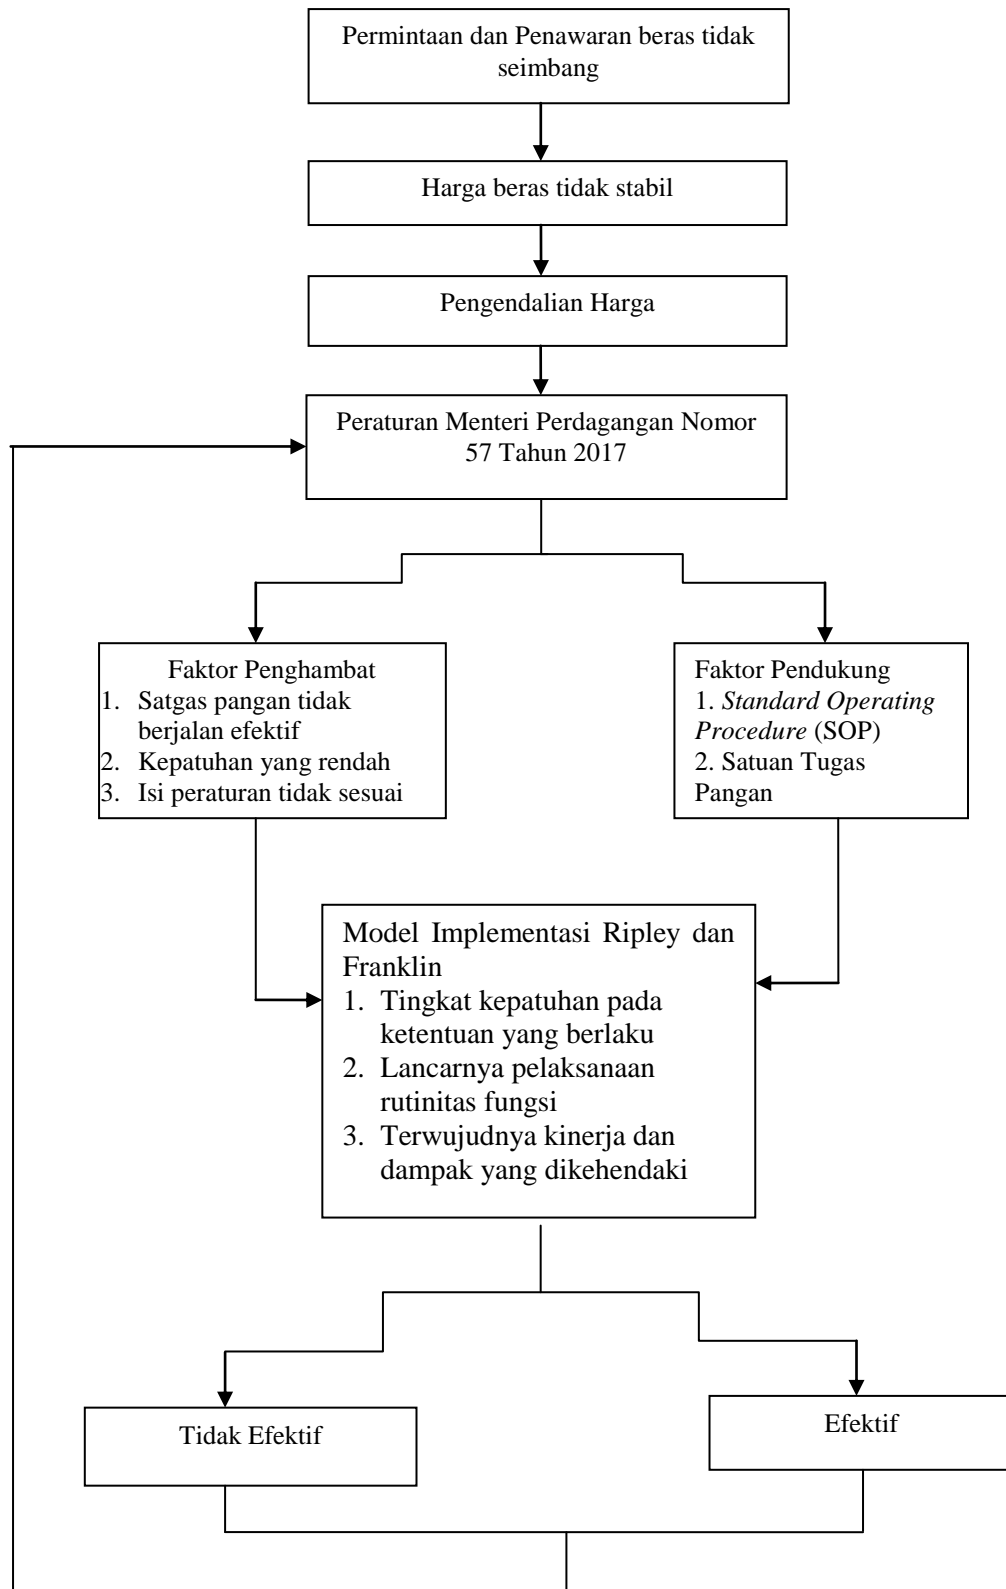 Permintaan dan Penawaran beras tidak
seimbang
Harga beras tidak stabil
Pengendalian Harga
Peraturan Menteri Perdagangan Nomor
57 Tahun 2017
Faktor Penghambat
1. Satgas pangan tidak
berjalan efektif
2. Kepatuhan yang rendah
3. Isi peraturan tidak sesuai
Faktor Pendukung
1. Standard Operating
Procedure (SOP)
2. Satuan Tugas
Pangan
Model Implementasi Ripley dan
Franklin
1. Tingkat kepatuhan pada
ketentuan yang berlaku
2. Lancarnya pelaksanaan
rutinitas fungsi
3. Terwujudnya kinerja dan
dampak yang dikehendaki
Tidak Efektif
Efektif